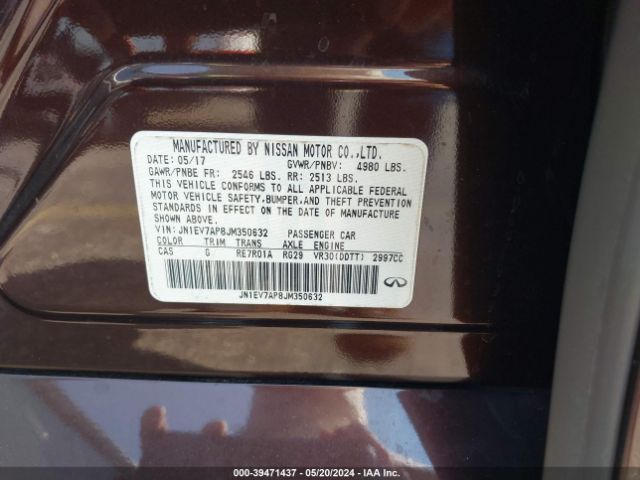 MANUFACTURED BY NISSAN MOTOR CO.,LTD.
DATE: 05/17 GVWR/PNBV: 4980 LBS.
GAWR/PNBE FR: 2546 LBS. RR: 2513 LBS.
THIS VEHICLE CONFORMS TO ALL APPLICABLE FEDERAL
MOTOR VEHICLE SAFETY, BUMPER, AND THEFT PREVENTION
STANDARDS IN EFFECT ON THE DATE OF MANUFACTURE
SHOWN ABOVE.
VIN: JN1EV7AP8JM350632 PASSENGER CAR
COLOR TRIM TRANS AXLE ENGINE
CAS G RE7R01A RG29 VR30(DDTT) 2997CC
JN1EV7AP8JM350632
000-39471437 - 05/20/2024 - IAA Inc.